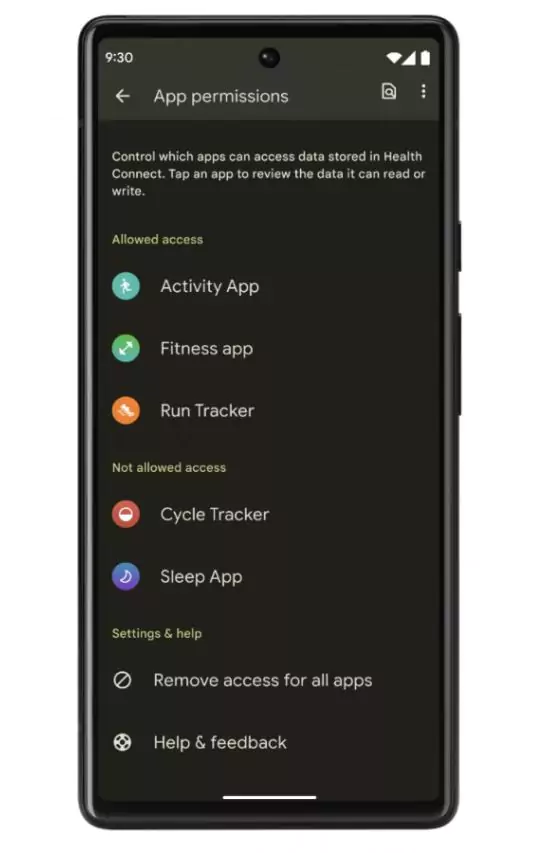 9:30
App permissions
Control which apps can access data stored in Health
Connect. Tap an app to review the data it can read or
write.
Allowed access
Activity App
Fitness app
Run Tracker
Not allowed access
Cycle Tracker
Sleep App
Settings & help
Remove access for all apps
Help & feedback